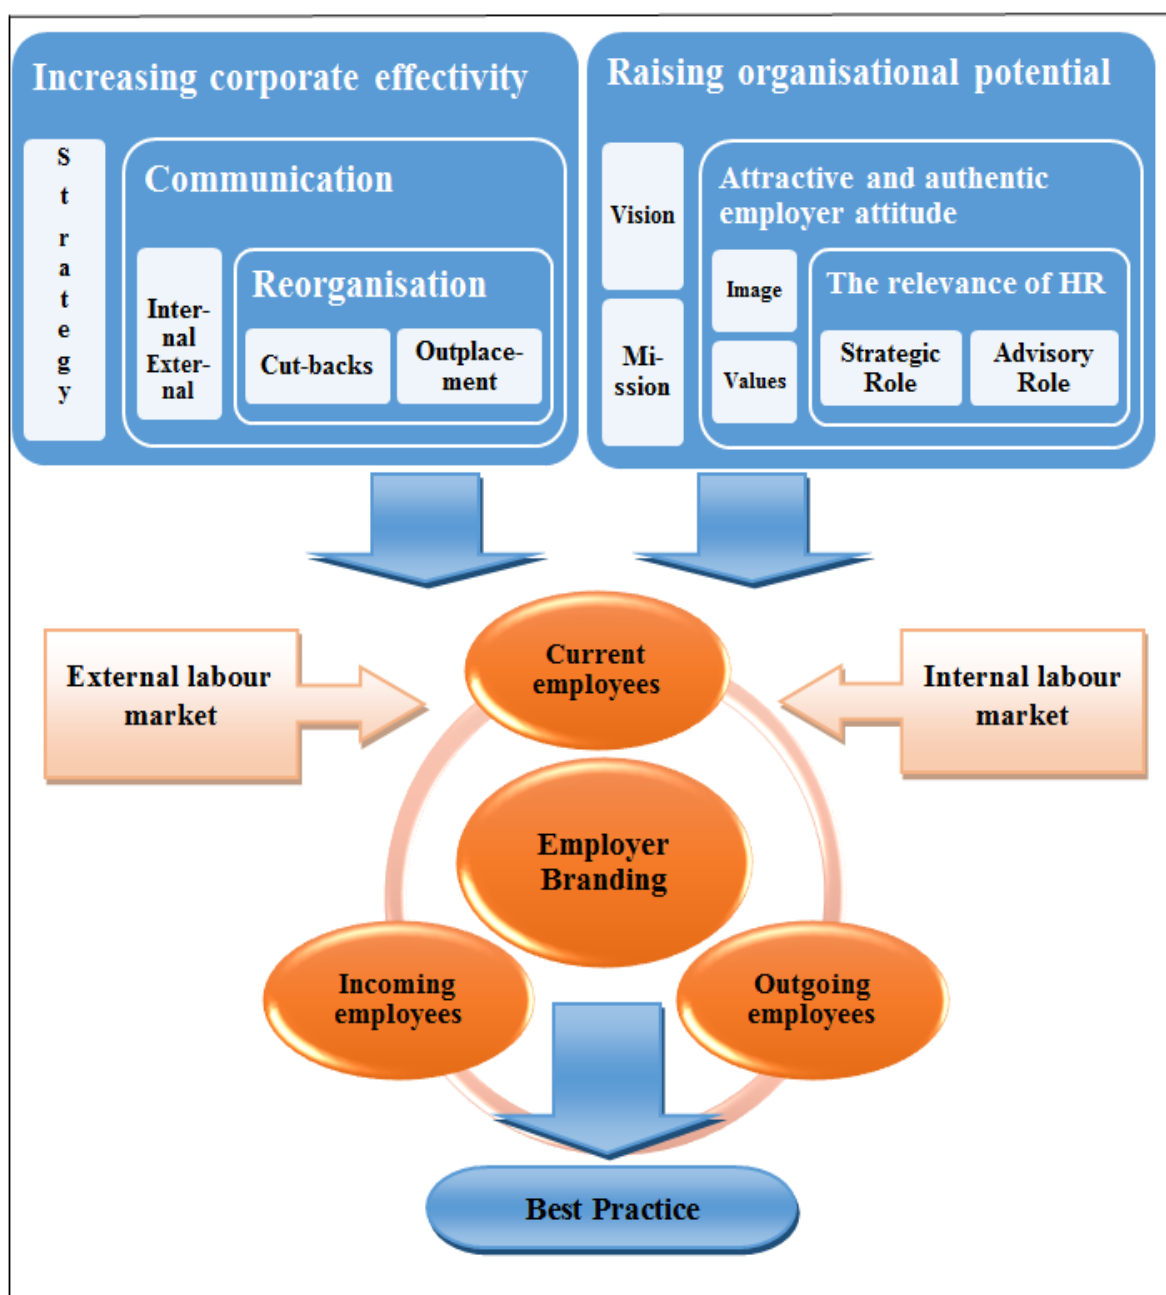 Increasing corporate effectivity
S
t
r
a
t
e
g
y
Communication
Inter-
nal
Exter-
nal
Reorganisation
Cut-backs
Outplace-
ment
Raising organisational potential
Vision
Mi-
ssion
Attractive and authentic
employer attitude
Image
Values
The relevance of HR
Strategic
Role
Advisory
Role
External labour
market
Current
employees
Internal labour
market
Employer
Branding
Incoming
employees
Outgoing
employees
Best Practice